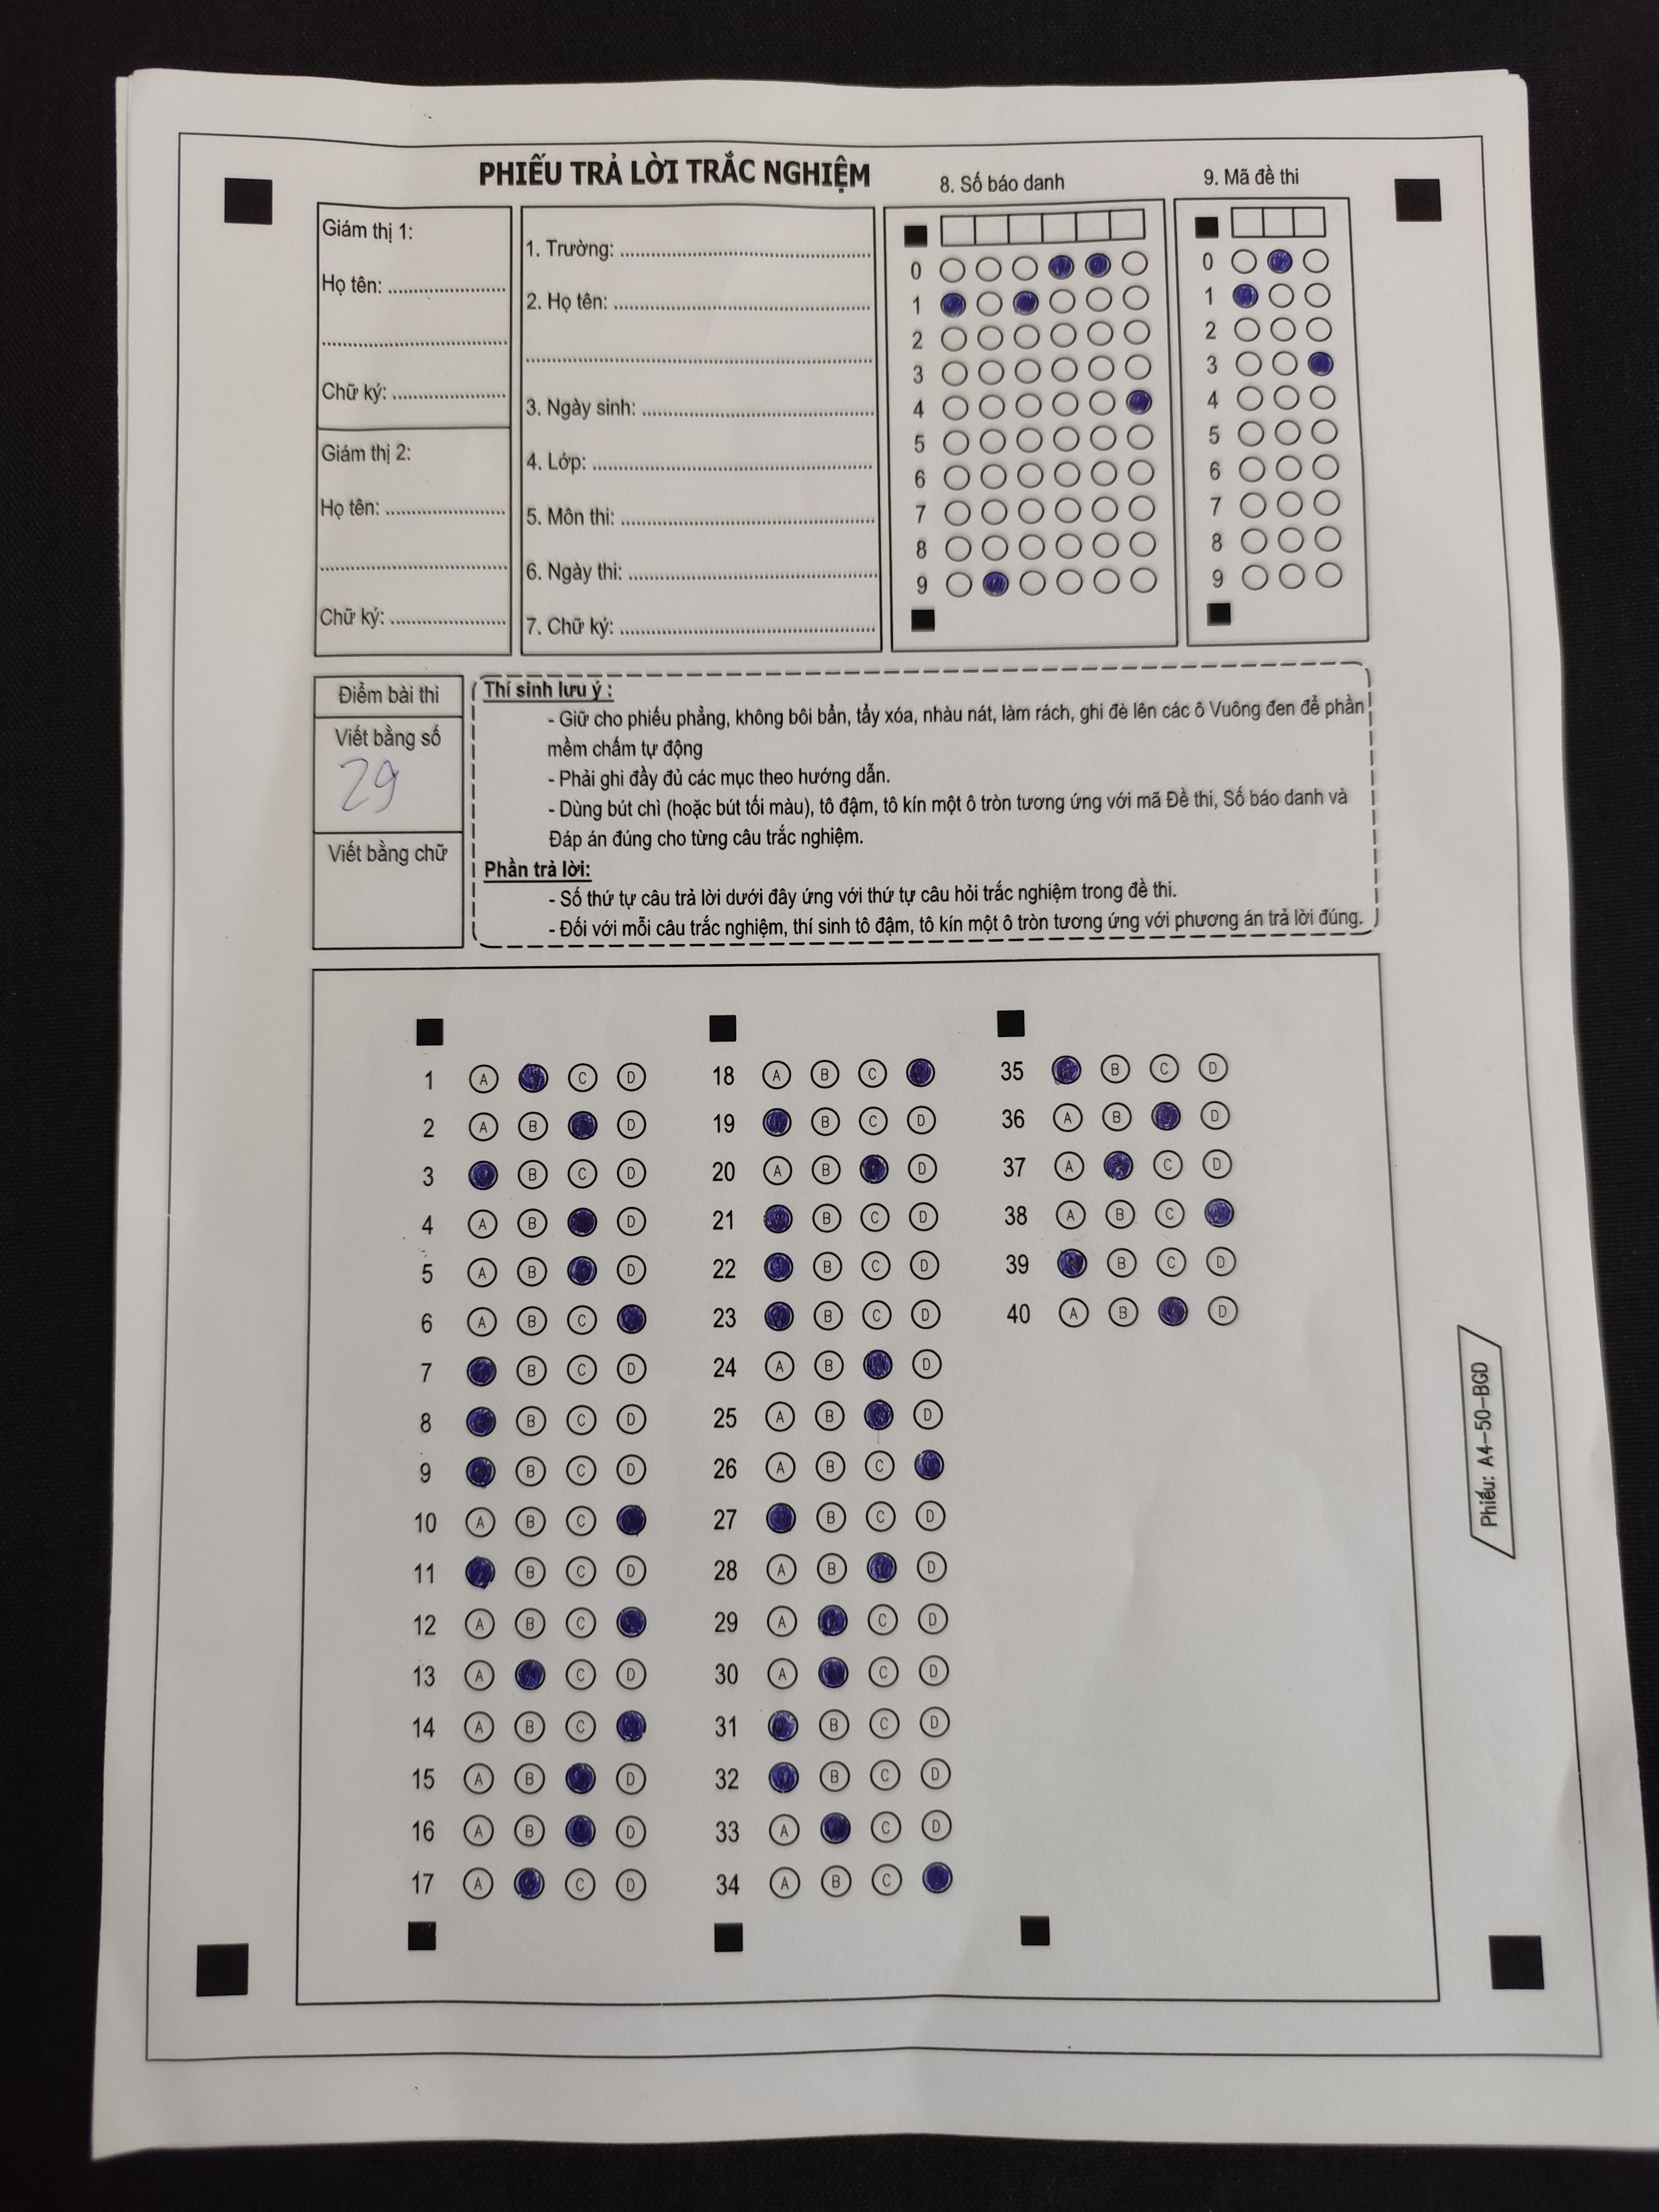 PHIẾU TRẢ LỜI TRẮC NGHIỆM
8. Số báo danh
9. Mã đề thi
Giám thị 1:
Họ tên: ....................
Chữ ký: ....................
Giám thị 2:
Họ tên: ....................
Chữ ký: ....................
1. Trường: ....................
2. Họ tên: ....................
3. Ngày sinh: ....................
4. Lớp: ....................
5. Môn thi: ....................
6. Ngày thi: ....................
7. Chữ ký: ....................
0
1
2
3
4
5
6
7
8
9
0
1
2
3
4
5
6
7
8
9
Điểm bài thi
Viết bằng số
29
Viết bằng chữ
Thí sinh lưu ý :
- Giữ cho phiếu phẳng, không bôi bẩn, tẩy xóa, nhàu nát, làm rách, ghi đè lên các ô Vuông đen để phần
mềm chấm tự động
- Phải ghi đầy đủ các mục theo hướng dẫn.
- Dùng bút chì (hoặc bút tối màu), tô đậm, tô kín một ô tròn tương ứng với mã Đề thi, Số báo danh và
Đáp án đúng cho từng câu trắc nghiệm.
Phần trả lời:
- Số thứ tự câu trả lời dưới đây ứng với thứ tự câu hỏi trắc nghiệm trong đề thi.
- Đối với mỗi câu trắc nghiệm, thí sinh tô đậm, tô kín một ô tròn tương ứng với phương án trả lời đúng.
1 A C D
2 A B D
3 B C D
4 A B D
5 A B D
6 A B C
7 B C D
8 B C D
9 B C D
10 A B C
11 B C D
12 A B C
13 A C D
14 A B C
15 A B D
16 A B D
17 A C D
18 A B C
19 B C D
20 A B D
21 B C D
22 B C D
23 B C D
24 A B D
25 A B D
26 A B C
27 B C D
28 A B D
29 A C D
30 A C D
31 B C D
32 B C D
33 A C D
34 A B C
35 B C D
36 A B D
37 A C D
38 A B C
39 B C D
40 A B D
Phiếu: A4-50-BGD